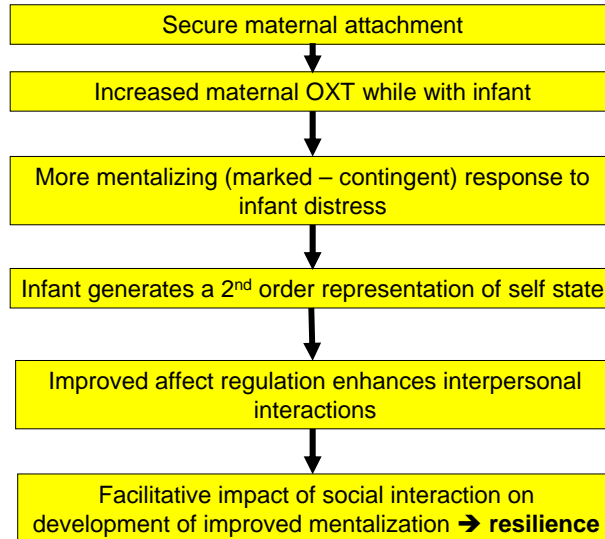 Secure maternal attachment
Increased maternal OXT while with infant
More mentalizing (marked – contingent) response to
infant distress
Infant generates a 2nd order representation of self state
Improved affect regulation enhances interpersonal
interactions
Facilitative impact of social interaction on
development of improved mentalization ➔ resilience